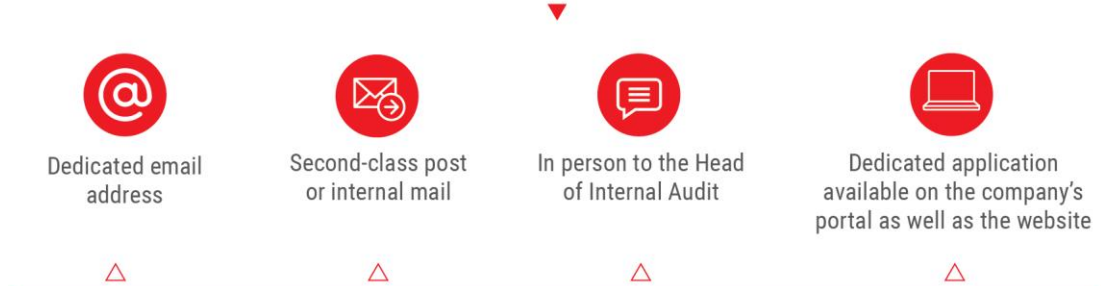 Dedicated email
address
Second-class post
or internal mail
In person to the Head
of Internal Audit
Dedicated application
available on the company's
portal as well as the website